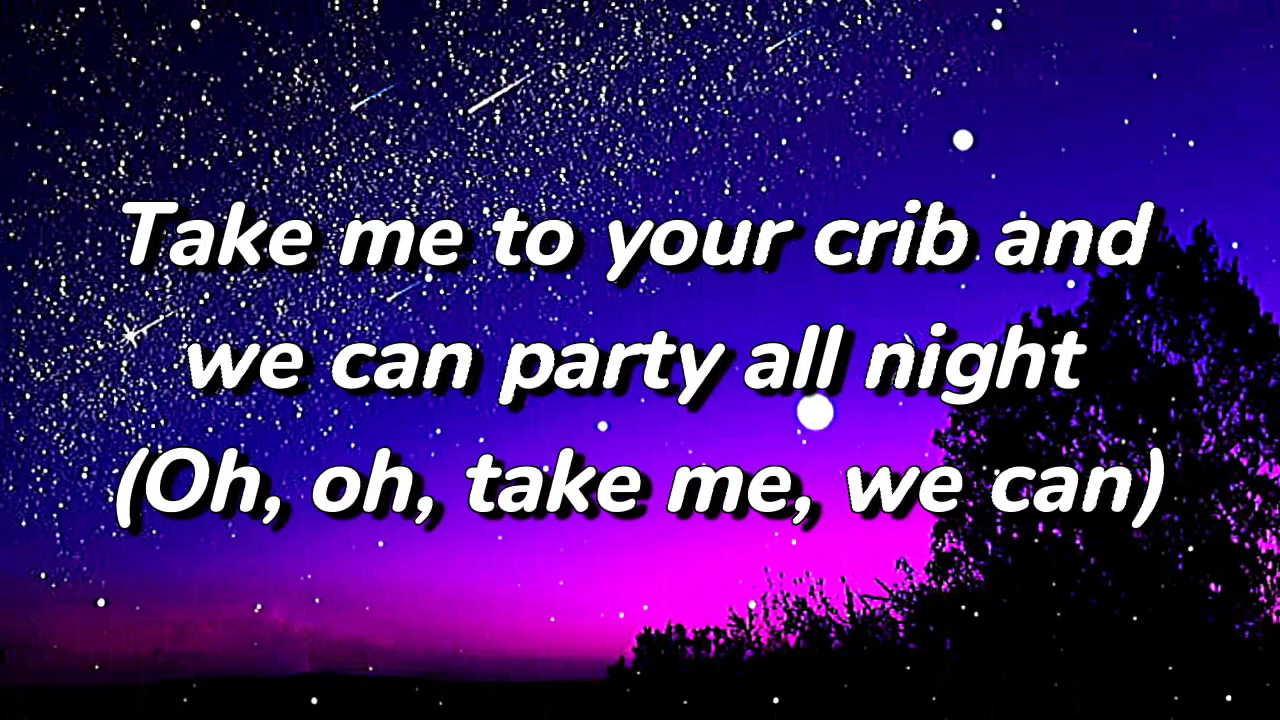 Take me to your crib and
we can party all night
(Oh, oh, take me, we can)